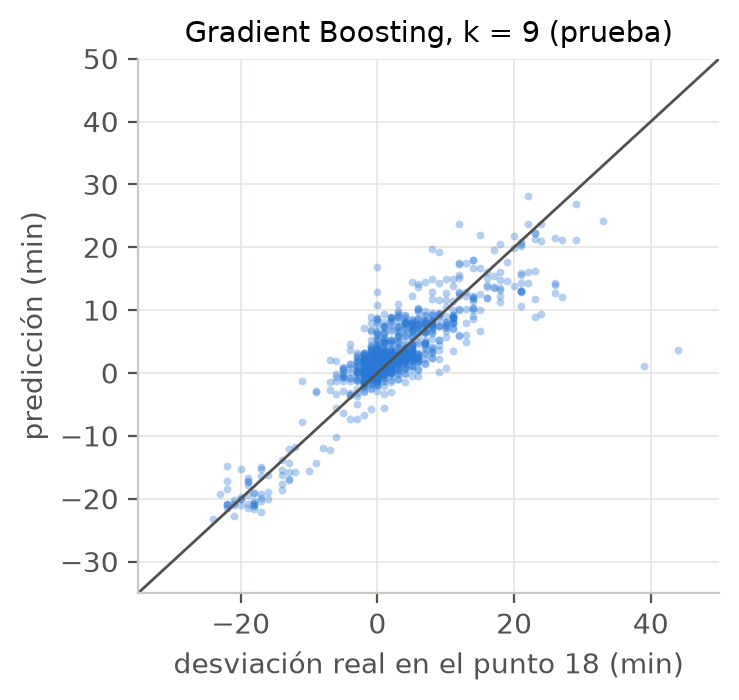 Gradient Boosting, k = 9 (prueba)
50
40
30
20
10
0
−10
−20
−30
predicción (min)
−20 0 20 40
desviación real en el punto 18 (min)